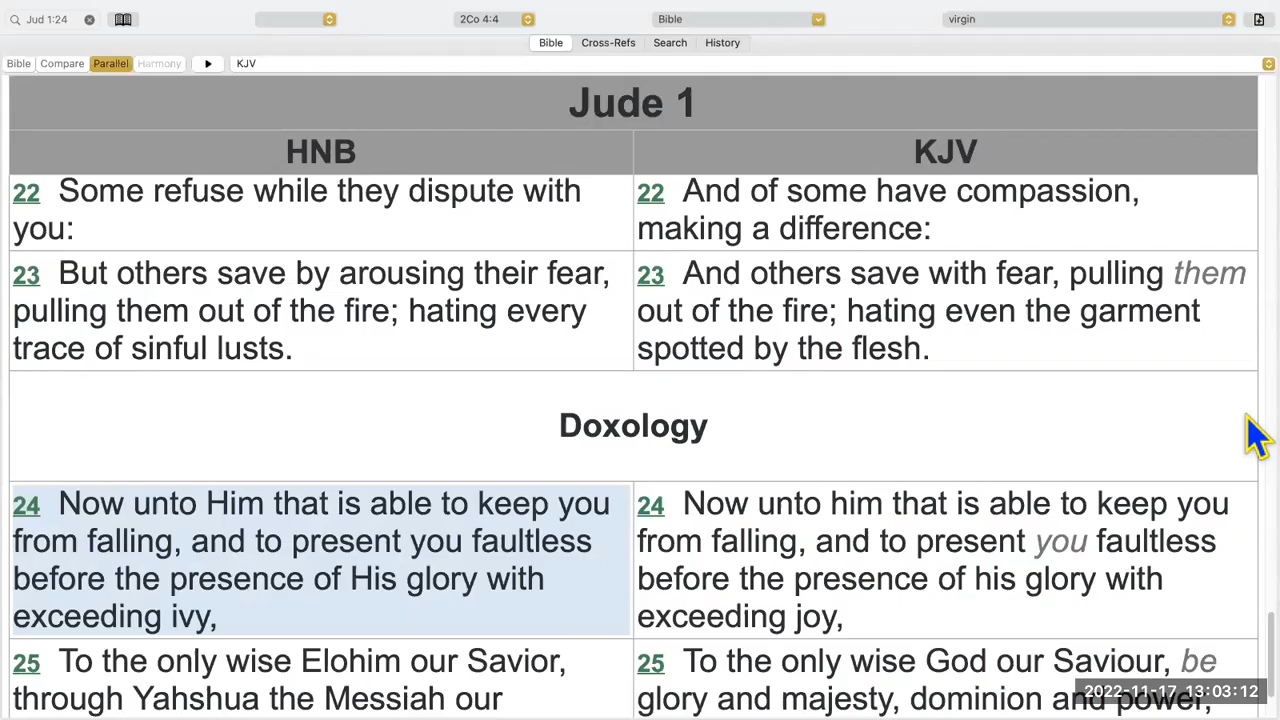 Jud 1:24
2Co 4:4
Bible
virgin
Bible
Cross-Refs
Search
History
Bible
Compare
Parallel
Harmony
KJV
Jude 1
HNB
KJV
22 Some refuse while they dispute with
you:
22 And of some have compassion,
making a difference:
23 But others save by arousing their fear,
pulling them out of the fire; hating every
trace of sinful lusts.
23 And others save with fear, pulling them
out of the fire; hating even the garment
spotted by the flesh.
Doxology
24 Now unto Him that is able to keep you
from falling, and to present you faultless
before the presence of His glory with
exceeding ivy,
24 Now unto him that is able to keep you
from falling, and to present you faultless
before the presence of his glory with
exceeding joy,
25 To the only wise Elohim our Savior,
through Yahshua the Messiah our
25 To the only wise God our Saviour, be
glory and majesty, dominion and power,
2022-11-17 13:03:12